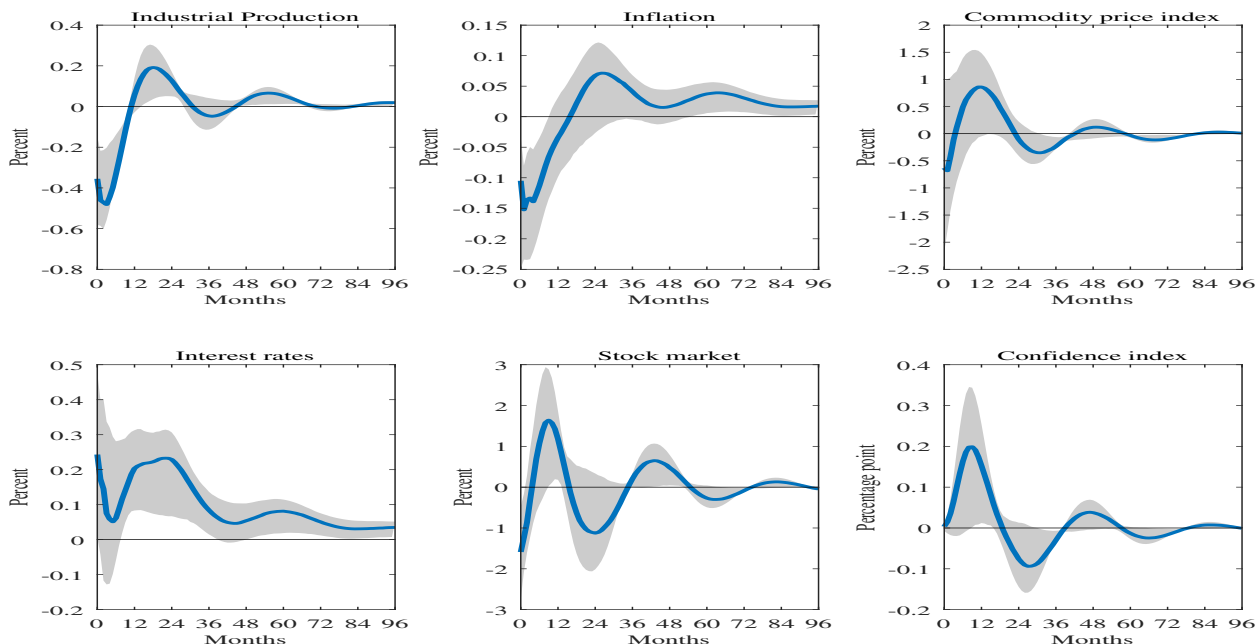 Industrial Production
0.4
0.2
0
-0.2
-0.4
-0.6
-0.8
Percent
0 12 24 36 48 60 72 84 96
Months
Inflation
0.15
0.1
0.05
0
-0.05
-0.1
-0.15
-0.2
-0.25
Percent
0 12 24 36 48 60 72 84 96
Months
Commodity price index
2
1.5
1
0.5
0
-0.5
-1
-1.5
-2
-2.5
Percent
0 12 24 36 48 60 72 84 96
Months
Interest rates
0.5
0.4
0.3
0.2
0.1
0
-0.1
-0.2
Percent
0 12 24 36 48 60 72 84 96
Months
Stock market
3
2
1
0
-1
-2
-3
Percent
0 12 24 36 48 60 72 84 96
Months
Confidence index
0.4
0.3
0.2
0.1
0
-0.1
-0.2
Percentage point
0 12 24 36 48 60 72 84 96
Months